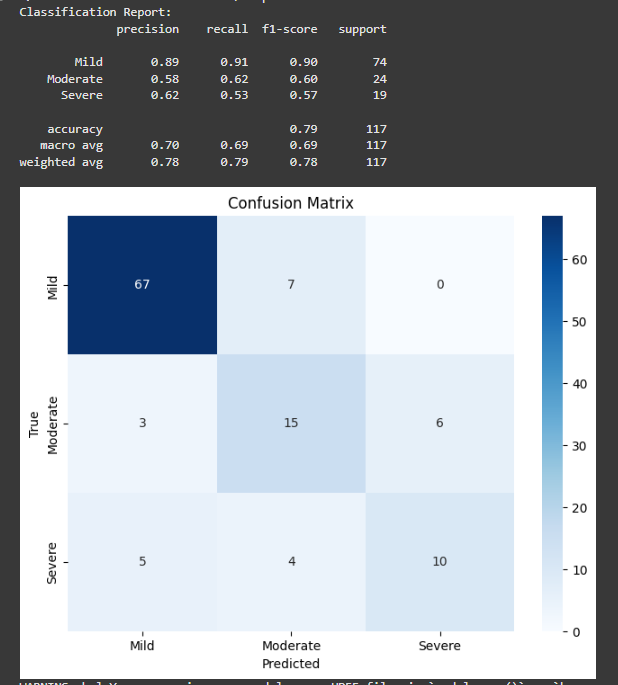 Classification Report:
precision recall f1-score support
Mild 0.89 0.91 0.90 74
Moderate 0.58 0.62 0.60 24
Severe 0.62 0.53 0.57 19
accuracy 0.79 117
macro avg 0.70 0.69 0.69 117
weighted avg 0.78 0.79 0.78 117
Confusion Matrix
Mild 67 7 0
True
Moderate 3 15 6
Severe 5 4 10
Mild Moderate Severe
Predicted
60
50
40
30
20
10
0